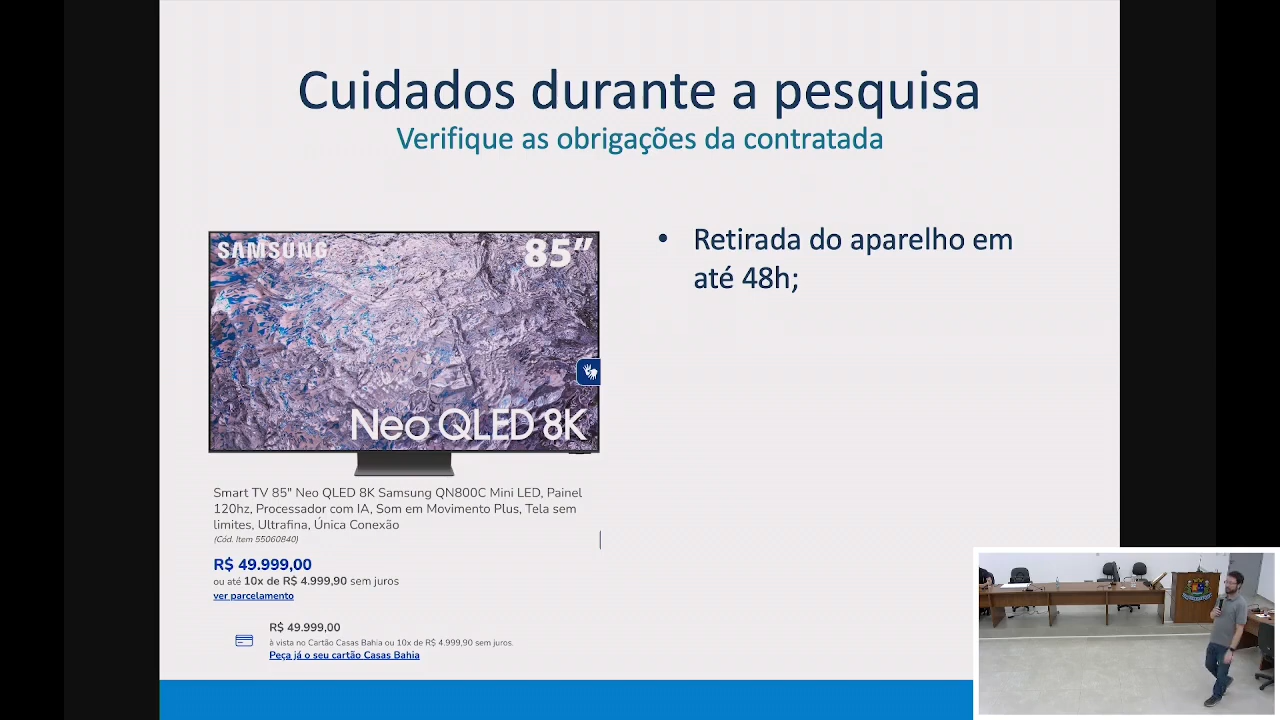 Cuidados durante a pesquisa
Verifique as obrigações da contratada
SAMSUNG
85”
Neo QLED 8K
Smart TV 85" Neo QLED 8K Samsung QN800C Mini LED, Painel
120hz, Processador com IA, Som em Movimento Plus, Tela sem
limites, Ultrafina, Única Conexão
(Cód. Item 55060840)
R$ 49.999,00
ou até 10x de R$ 4.999,90 sem juros
ver parcelamento
R$ 49.999,00
à vista no Cartão Casas Bahia ou 10x de R$ 4.999,90 sem juros.
Peça já o seu cartão Casas Bahia
• Retirada do aparelho em
até 48h;